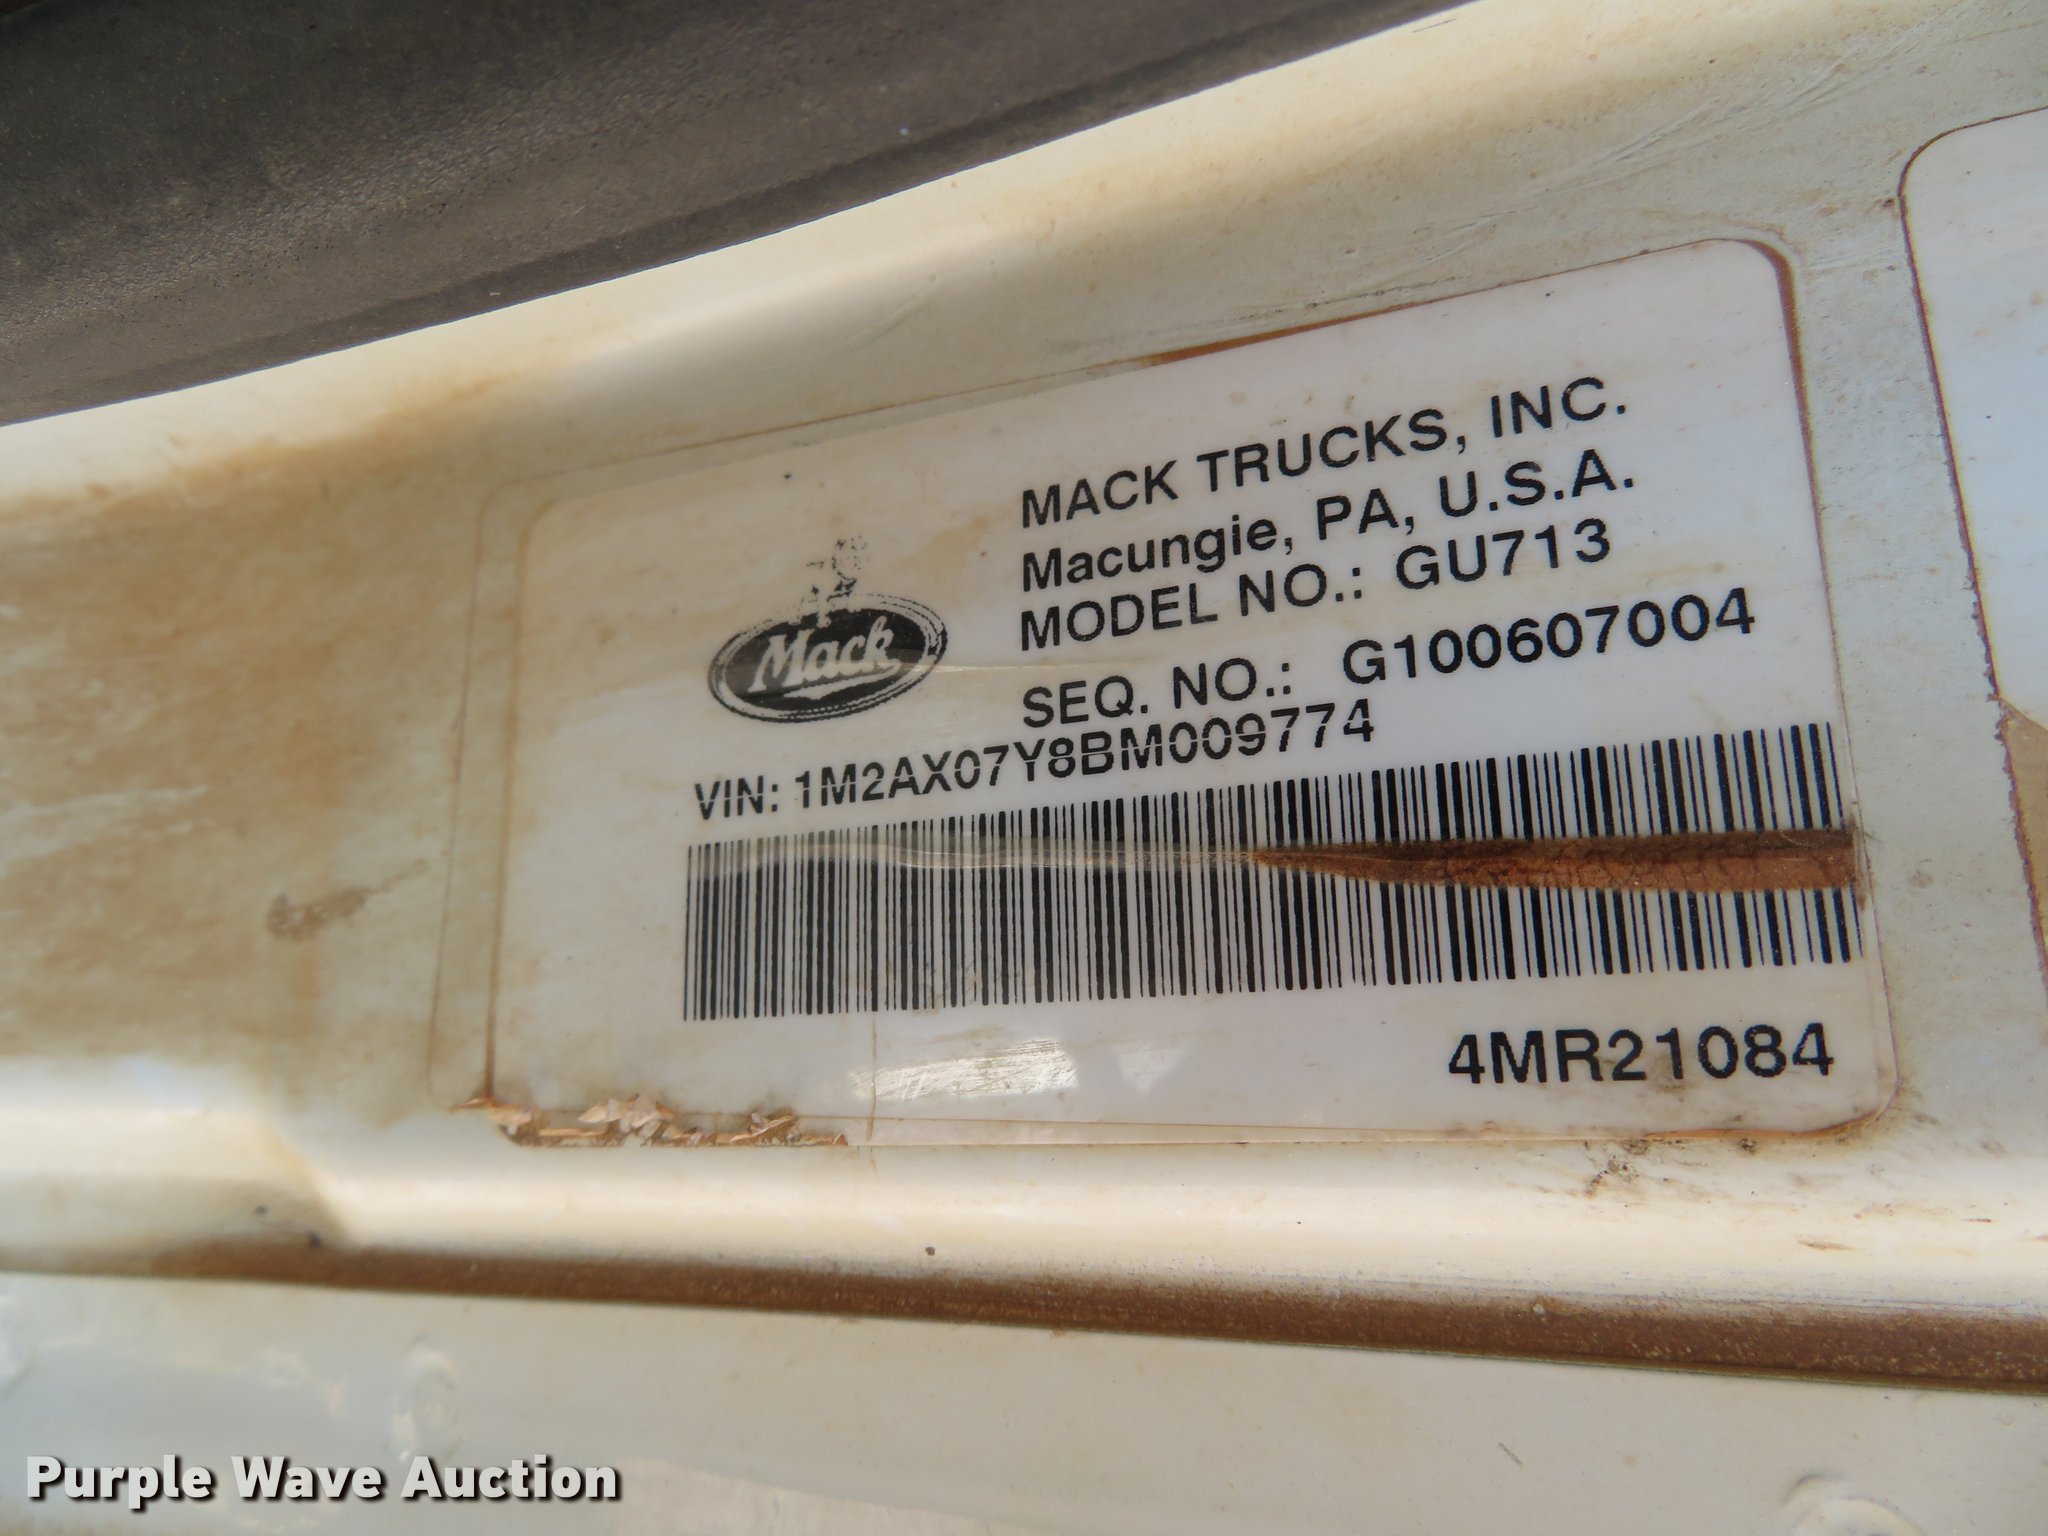 MACK TRUCKS, INC.
Macungie, PA, U.S.A.
MODEL NO.: GU713
SEQ. NO.: G100607004
Mack
VIN: 1M2AX07Y8BM009774
4MR21084
Purple Wave Auction